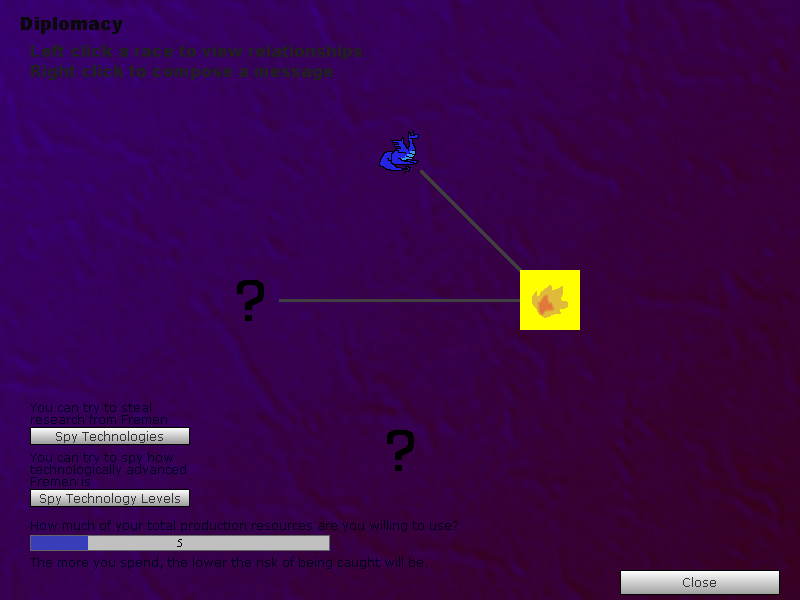 Diplomacy
Left click a race to view relationships
Right click to compose a message
?
?
You can try to steal
research from Fremen
Spy Technologies
You can try to spy how
technologically advanced
Fremen is
Spy Technology Levels
How much of your total production resources are you willing to use?
5
The more you spend, the lower the risk of being caught will be.
Close